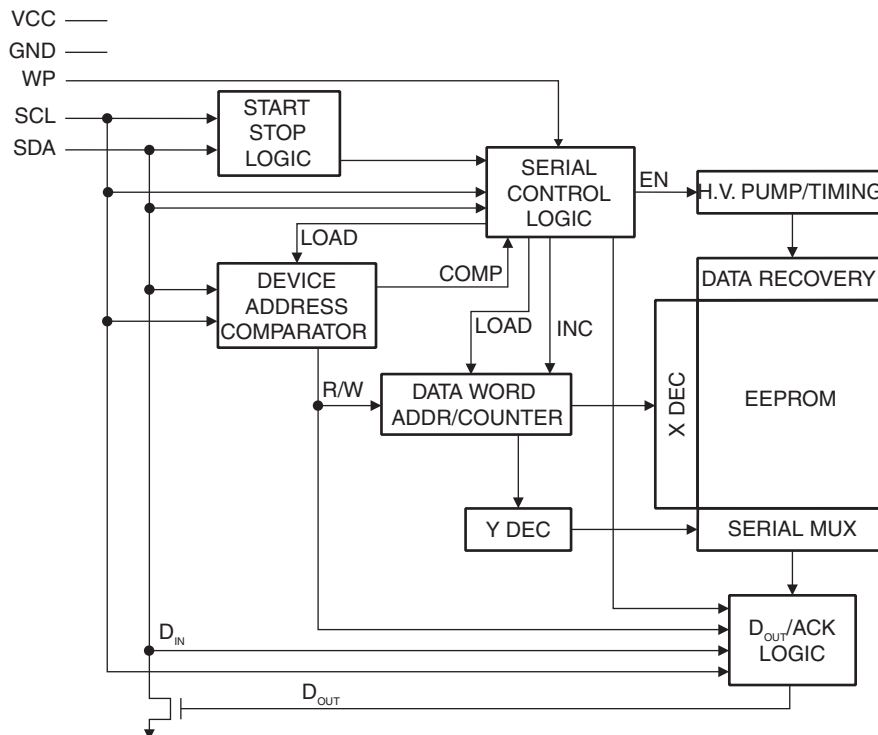 VCC
GND
WP
SCL
SDA
START
STOP
LOGIC
SERIAL
CONTROL
LOGIC
EN
H.V. PUMP/TIMING
LOAD
COMP
DEVICE
ADDRESS
COMPARATOR
DATA RECOVERY
LOAD
INC
R/W
DATA WORD
ADDR/COUNTER
X DEC
EEPROM
Y DEC
SERIAL MUX
DIN
DOUT/ACK
LOGIC
DOUT